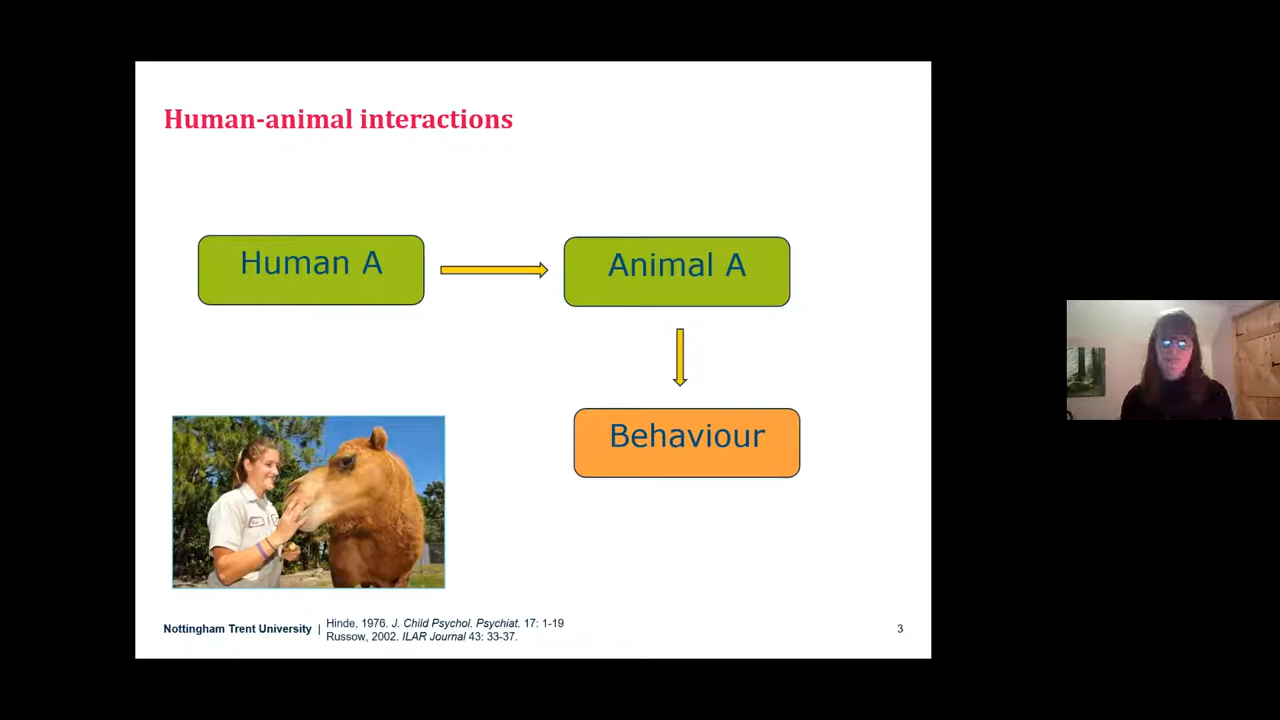 Human-animal interactions
Human A
Animal A
Behaviour
Nottingham Trent University |
Hinde, 1976. J. Child Psychol. Psychiat. 17: 1-19
Russow, 2002. ILAR Journal 43: 33-37.
3